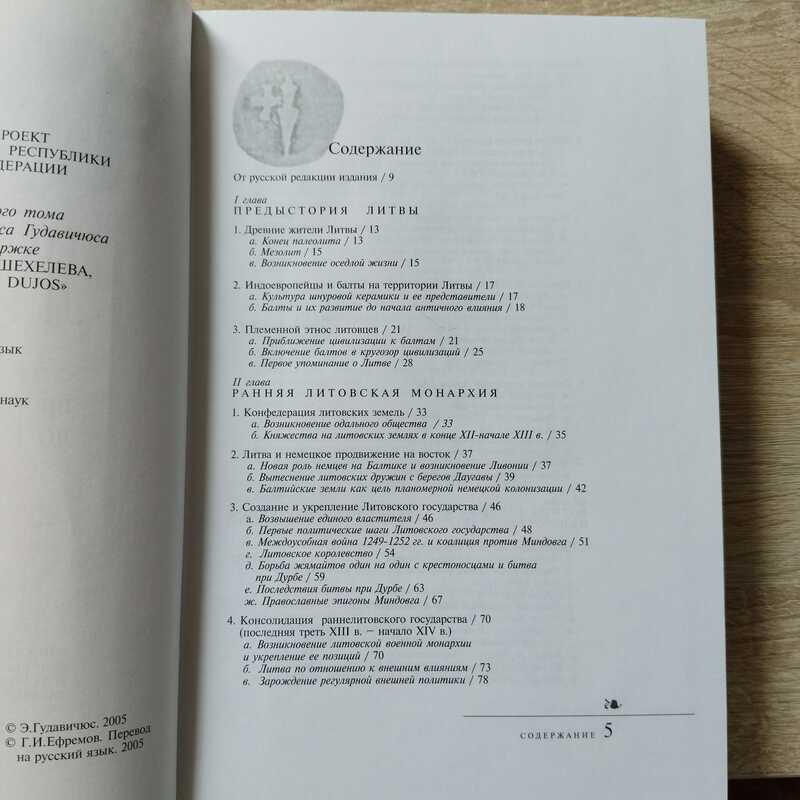 РОЕКТ
РЕСПУБЛИКИ
ДЕРАЦИИ
ого тома
са Гудавичюса
ржке
ШЕХЕЛЕВА,
DUJOS»
зык
наук
© Э.Гудавичюс. 2005
© Г.И.Ефремов. Перевод
на русский язык. 2005
Содержание
От русской редакции издания / 9
I глава
ПРЕДЫСТОРИЯ ЛИТВЫ
1. Древние жители Литвы / 13
а. Конец палеолита / 13
б. Мезолит / 15
в. Возникновение оседлой жизни / 15
2. Индоевропейцы и балты на территории Литвы / 17
а. Культура шнуровой керамики и ее представители / 17
б. Балты и их развитие до начала античного влияния / 18
3. Племенной этнос литовцев / 21
а. Приближение цивилизации к балтам / 21
б. Включение балтов в кругозор цивилизаций / 25
в. Первое упоминание о Литве / 28
II глава
РАННЯЯ ЛИТОВСКАЯ МОНАРХИЯ
1. Конфедерация литовских земель / 33
а. Возникновение одального общества / 33
б. Княжества на литовских землях в конце XII-начале XIII в. / 35
2. Литва и немецкое продвижение на восток / 37
а. Новая роль немцев на Балтике и возникновение Ливонии / 37
б. Вытеснение литовских дружин с берегов Даугавы / 39
в. Балтийские земли как цель планомерной немецкой колонизации / 42
3. Создание и укрепление Литовского государства / 46
а. Возвышение единого властителя / 46
б. Первые политические шаги Литовского государства / 48
в. Междоусобная война 1249-1252 гг. и коалиция против Миндовга / 51
г. Литовское королевство / 54
д. Борьба жямайтов один на один с крестоносцами и битва
при Дурбе / 59
е. Последствия битвы при Дурбе / 63
ж. Православные эпигоны Миндовга / 67
4. Консолидация раннелитовского государства / 70
(последняя треть XIII в. – начало XIV в.)
а. Возникновение литовской военной монархии
и укрепление ее позиций / 70
б. Литва по отношению к внешним влияниям / 73
в. Зарождение регулярной внешней политики / 78
СОДЕРЖАНИЕ 5